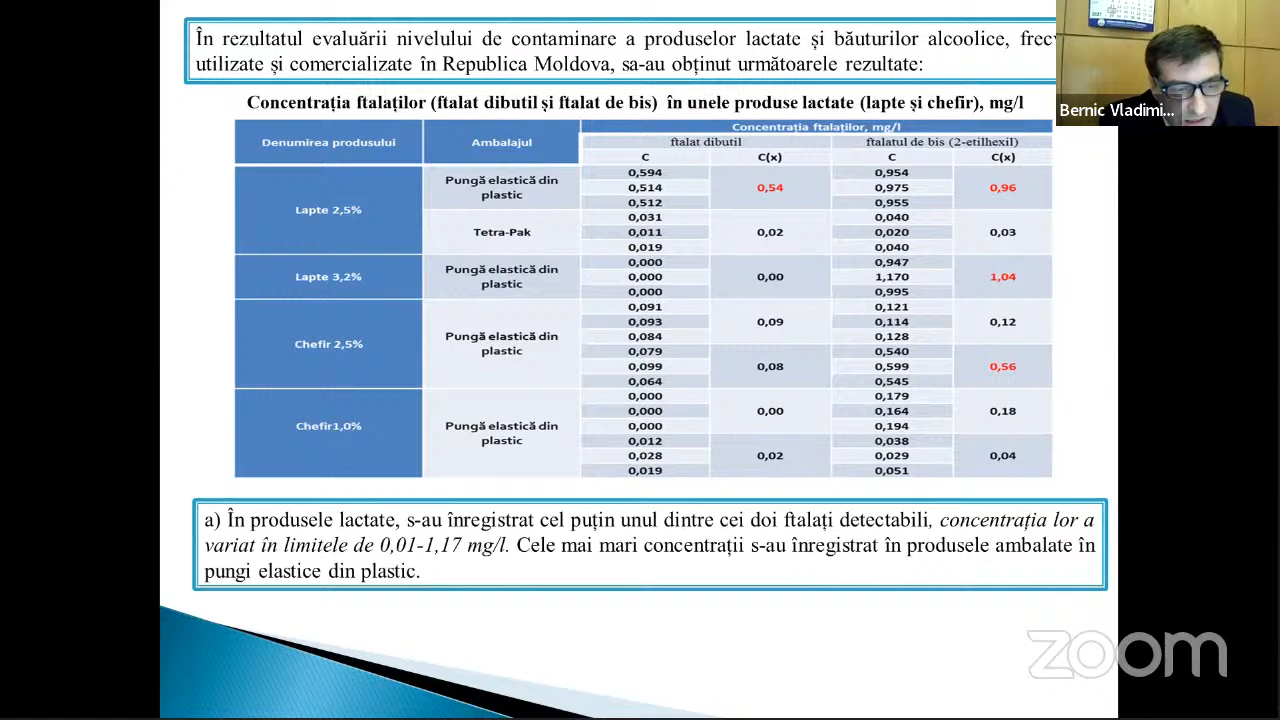 În rezultatul evaluării nivelului de contaminare a produselor lactate și băuturilor alcoolice,
utilizate și comercializate în Republica Moldova, sa-au obținut următoarele rezultate:
Concentrația ftalaților (ftalat dibutil și ftalat de bis) în unele produse lactate (lapte și chefir), mg/l
Denumirea produsului Ambalajul Concentrația ftalaților, mg/l
ftalat dibutil ftalatul de bis (2-etilhexil)
C C(x) C C(x)
Lapte 2,5% Pungă elastică din plastic 0,594 0,54 0,954 0,96
0,514 0,975
0,512 0,955
Tetra-Pak 0,031 0,02 0,040 0,03
0,011 0,020
0,019 0,040
Lapte 3,2% Pungă elastică din plastic 0,000 0,00 0,947 1,04
0,000 1,170
0,000 0,995
Chefir 2,5% Pungă elastică din plastic 0,091 0,09 0,121 0,12
0,093 0,114
0,084 0,128
0,079 0,08 0,540 0,56
0,099 0,599
0,064 0,545
Chefir1,0% Pungă elastică din plastic 0,000 0,00 0,179 0,18
0,000 0,164
0,000 0,194
0,012 0,02 0,038 0,04
0,028 0,029
0,019 0,051
a) În produsele lactate, s-au înregistrat cel puțin unul dintre cei doi ftalați detectabili, concentrația lor a
variat în limitele de 0,01-1,17 mg/l. Cele mai mari concentrații s-au înregistrat în produsele ambalate în
pungi elastice din plastic.
Bernic Vladimi...
zoom